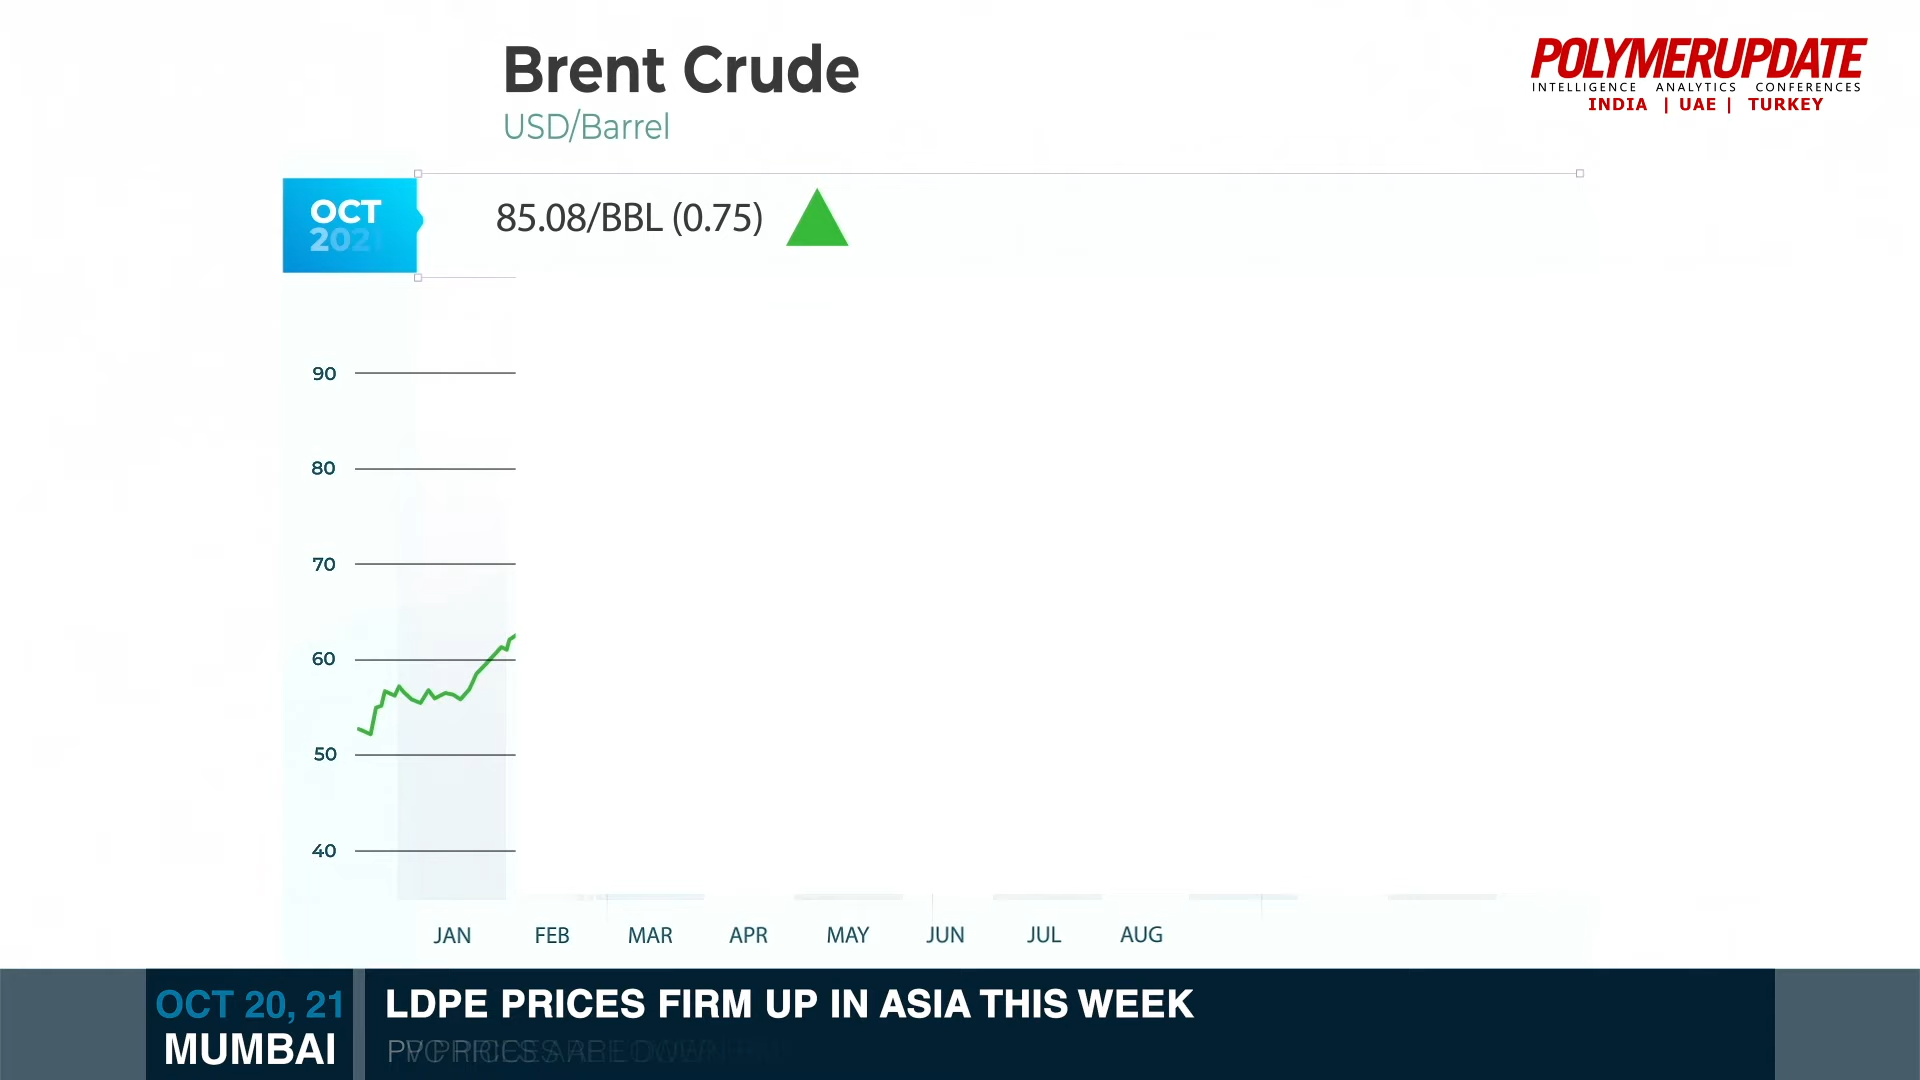 Brent Crude
USD/Barrel
POLYMERUPDATE
INTELLIGENCE ANALYTICS CONFERENCES
INDIA | UAE | TURKEY
OCT
2021
85.08/BBL (0.75)
90
80
70
60
50
40
JAN FEB MAR APR MAY JUN JUL AUG
OCT 20, 21
MUMBAI
LDPE PRICES FIRM UP IN ASIA THIS WEEK